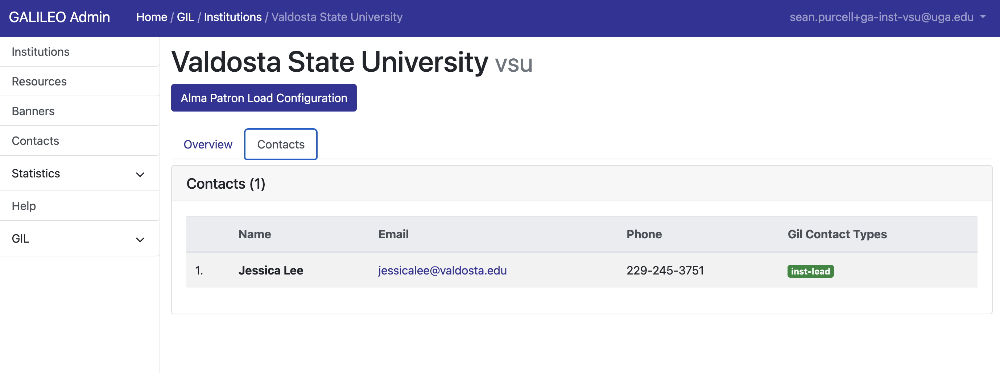 GALILEO Admin Home / GIL / Institutions / Valdosta State University sean.purcell+ga-inst-vsu@uga.edu
Institutions
Resources
Banners
Contacts
Statistics
Help
GIL
Valdosta State University vsu
Alma Patron Load Configuration
Overview Contacts
Contacts (1)
Name Email Phone Gil Contact Types
1. Jessica Lee jessicalee@valdosta.edu 229-245-3751 inst-lead